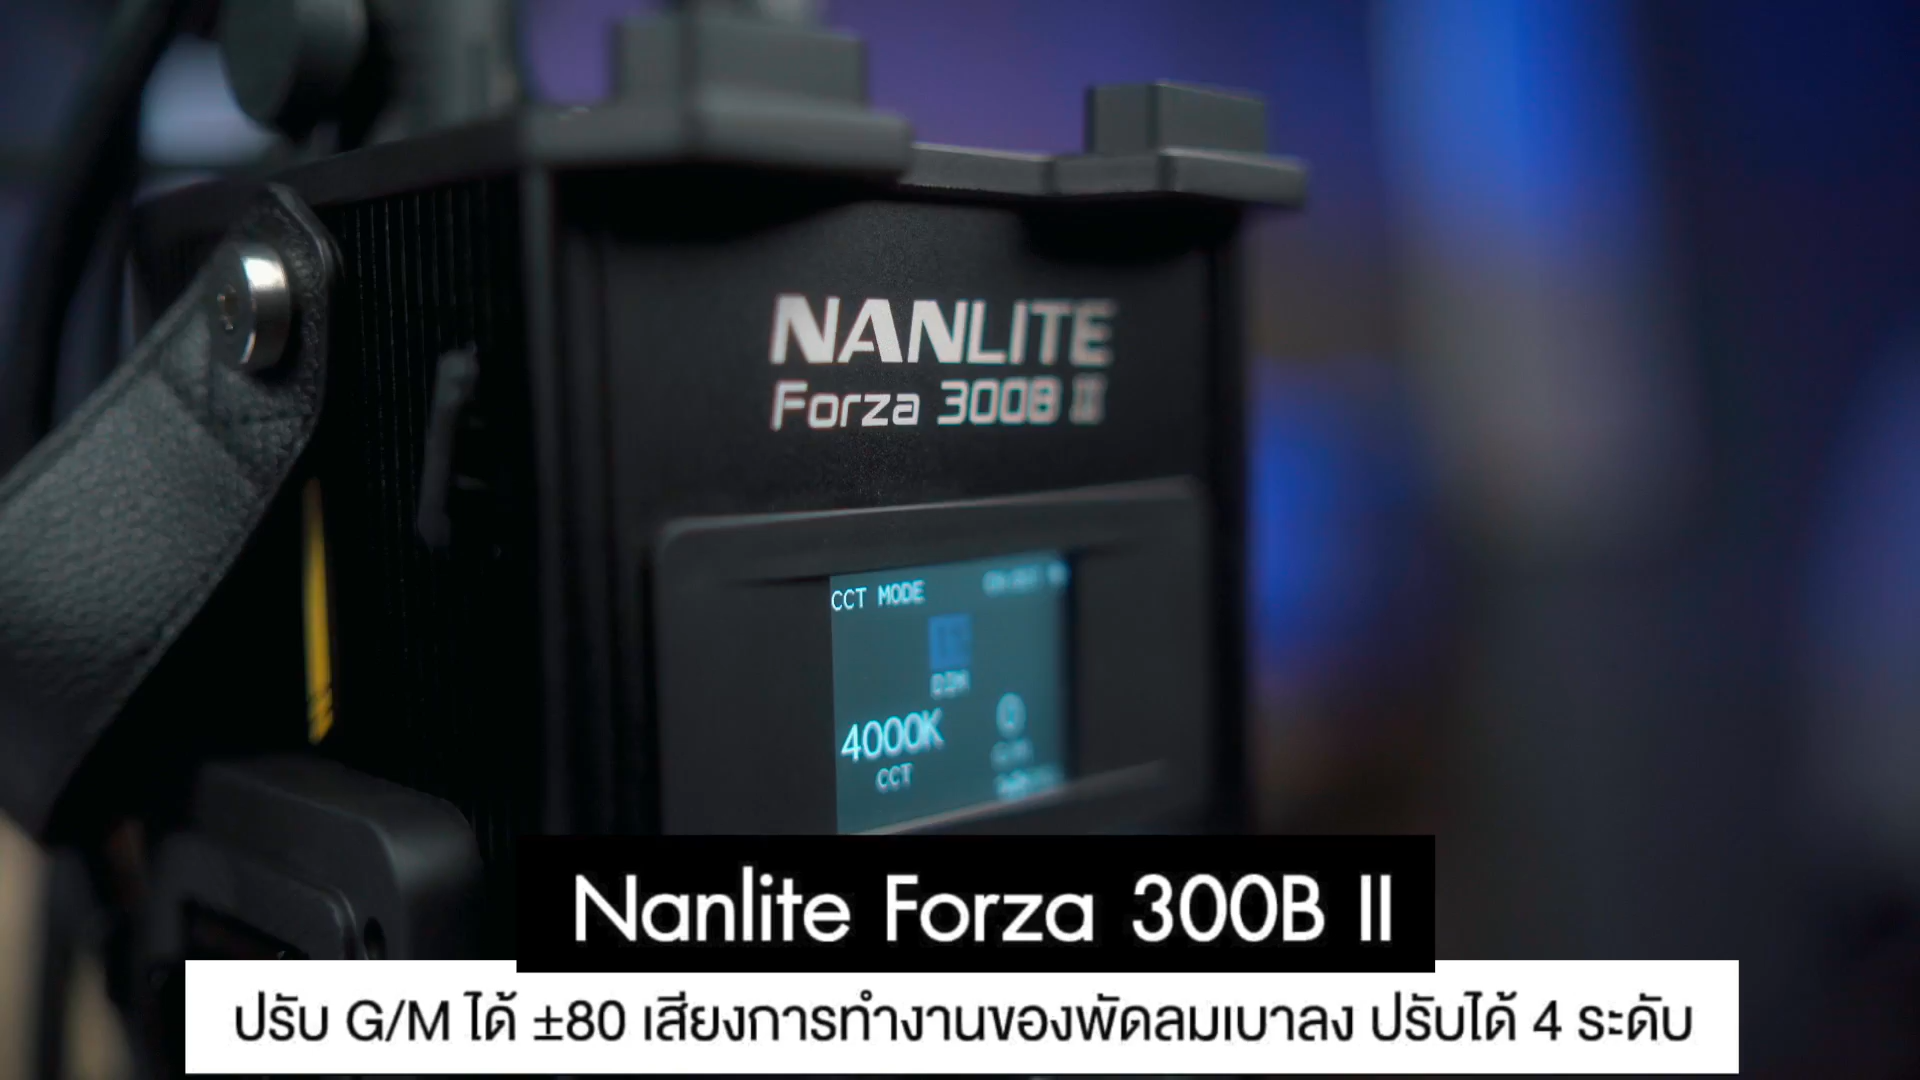 NANLITE
Forza 300B II
CCT MODE
DIM
4000K
CCT
Nanlite Forza 300B II
ปรับ G/M ได้ ±80 เสียงการทำงานของพัดลมเบาลง ปรับได้ 4 ระดับ